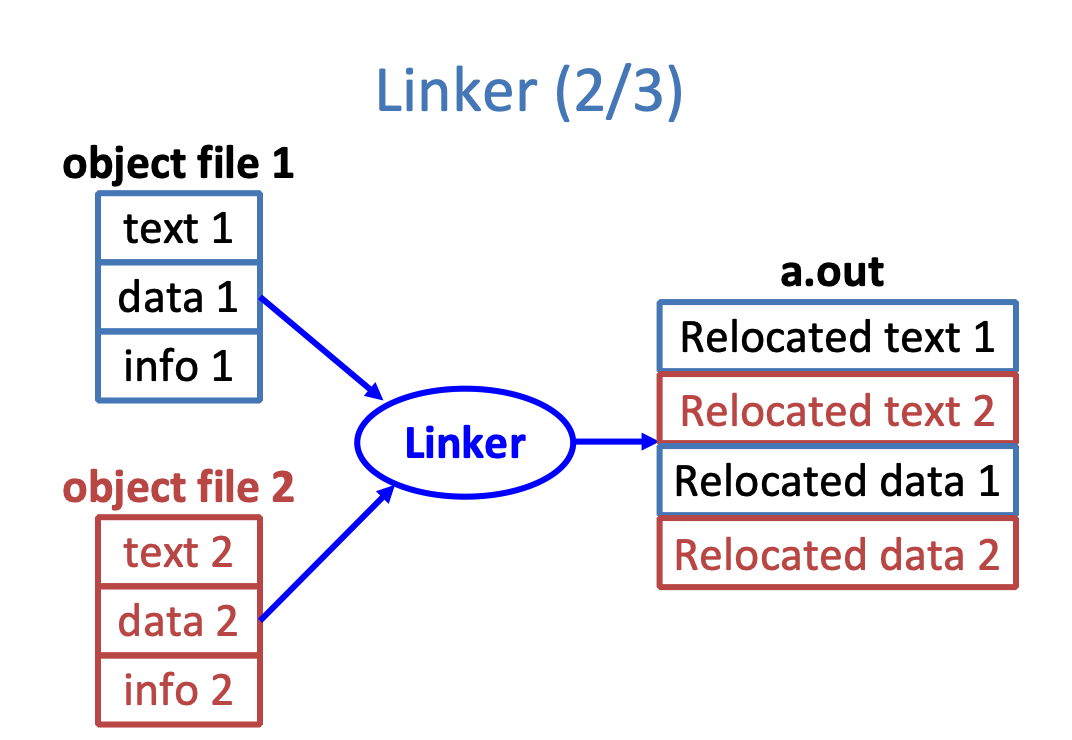 Linker (2/3)
object file 1
text 1
data 1
info 1
object file 2
text 2
data 2
info 2
Linker
a.out
Relocated text 1
Relocated text 2
Relocated data 1
Relocated data 2